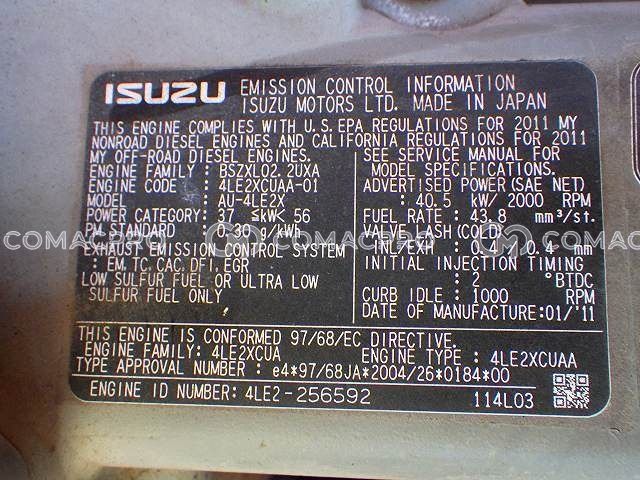 ISUZU EMISSION CONTROL INFORMATION
ISUZU MOTORS LTD. MADE IN JAPAN
THIS ENGINE COMPLIES WITH U.S. EPA REGULATIONS FOR 2011 MY
NONROAD DIESEL ENGINES AND CALIFORNIA REGULATIONS FOR 2011
MY OFF-ROAD DIESEL ENGINES.
ENGINE FAMILY : BSZXL02.2UXA
ENGINE CODE : 4LE2XCUAA-01
MODEL : AU-4LE2X
POWER CATEGORY : 37 ≤kW< 56
PM STANDARD : 0.30 g/kWh
EXHAUST EMISSION CONTROL SYSTEM
: EM, TC, CAC, DFI, EGR
LOW SULFUR FUEL OR ULTRA LOW
SULFUR FUEL ONLY
SEE SERVICE MANUAL FOR
MODEL SPECIFICATIONS.
ADVERTISED POWER (SAE NET)
: 40.5 kW/ 2000 RPM
FUEL RATE : 43.8 mm³/st.
VALVE LASH (COLD)
INL/EXH : 0.4 / 0.4 mm
INITIAL INJECTION TIMING
: 2 °BTDC
CURB IDLE : 1000 RPM
DATE OF MANUFACTURE:01/'11
THIS ENGINE IS CONFORMED 97/68/EC DIRECTIVE.
ENGINE FAMILY: 4LE2XCUA ENGINE TYPE : 4LE2XCUAA
TYPE APPROVAL NUMBER : e4*97/68JA*2004/26*0184*00
ENGINE ID NUMBER: 4LE2-256592 114L03
COMACPRO